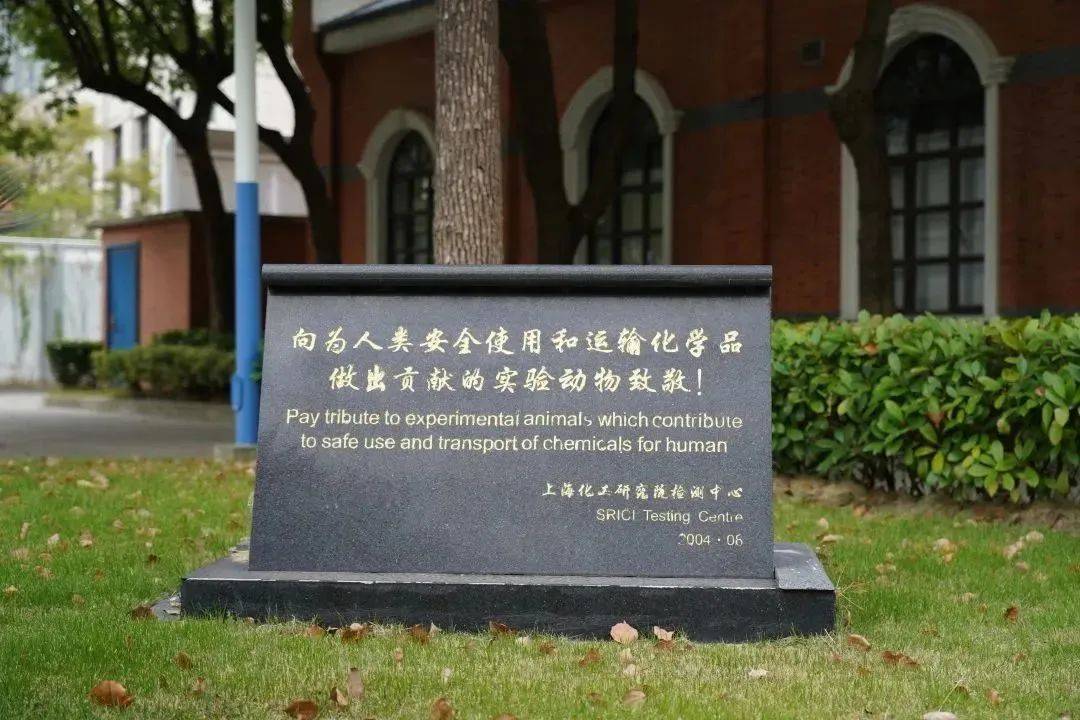 向为人类安全使用和运输化学品
做出贡献的实验动物致敬！
Pay tribute to experimental animals which contribute
to safe use and transport of chemicals for human
上海化工研究院检测中心
SRICI Testing Centre
2004·06